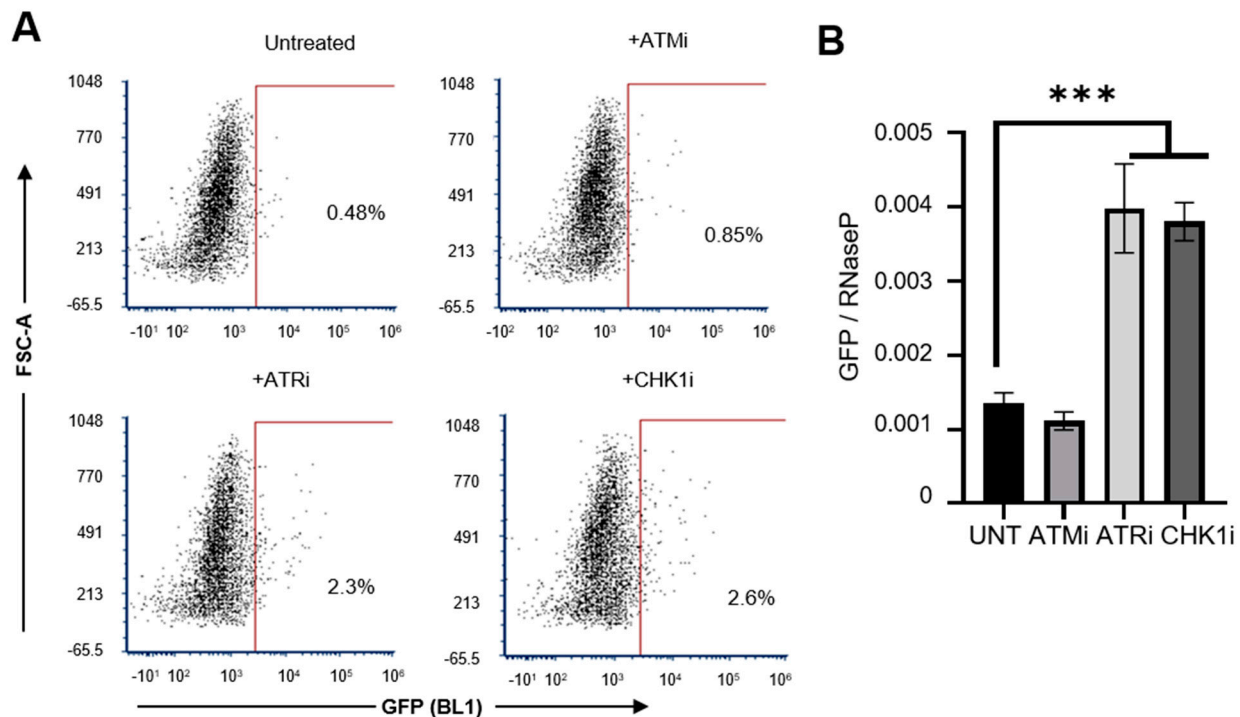 A
Untreated
1048
770
491
213
-65.5
0.48%
-10¹ 10² 10³ 10⁴ 10⁵ 10⁶
+ATMi
1048
770
491
213
-65.5
0.85%
-10² 10² 10³ 10⁴ 10⁵ 10⁶
FSC-A
+ATRi
1048
770
491
213
-65.5
2.3%
-10¹ 10² 10³ 10⁴ 10⁵ 10⁶
+CHK1i
1048
770
491
213
-65.5
2.6%
-10¹ 10² 10³ 10⁴ 10⁵ 10⁶
GFP (BL1)
B
***
GFP / RNaseP
0.005
0.004
0.003
0.002
0.001
0
UNT ATMi ATRi CHK1i